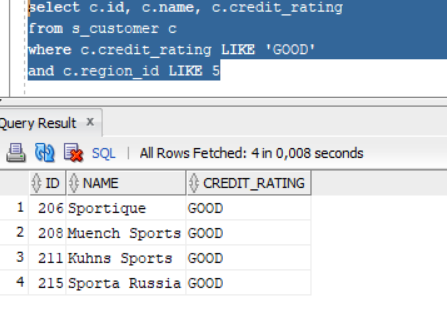 select c.id, c.name, c.credit_rating
from s_customer c
where c.credit_rating LIKE 'GOOD'
and c.region_id LIKE 5
Query Result x
SQL | All Rows Fetched: 4 in 0,008 seconds
ID NAME CREDIT_RATING
1 206 Sportique GOOD
2 208 Muench Sports GOOD
3 211 Kuhns Sports GOOD
4 215 Sporta Russia GOOD